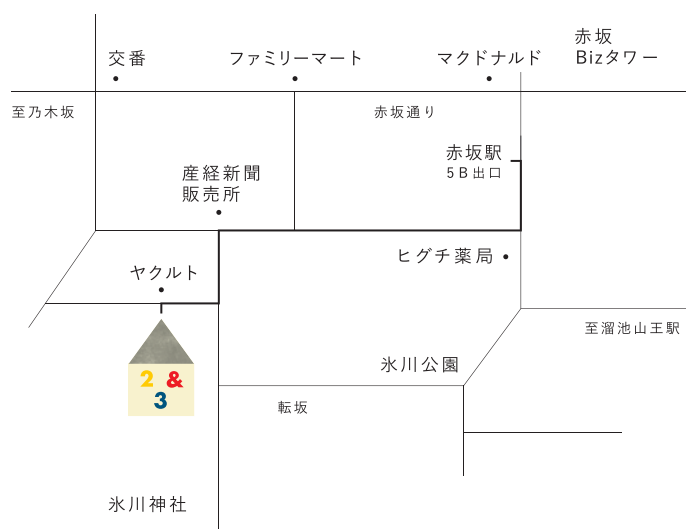 赤坂
Bizタワー
交番
ファミリーマート
マクドナルド
至乃木坂
赤坂通り
赤坂駅
5B出口
産経新聞
販売所
ヒグチ薬局
ヤクルト
至溜池山王駅
氷川公園
2 &
3
転坂
氷川神社